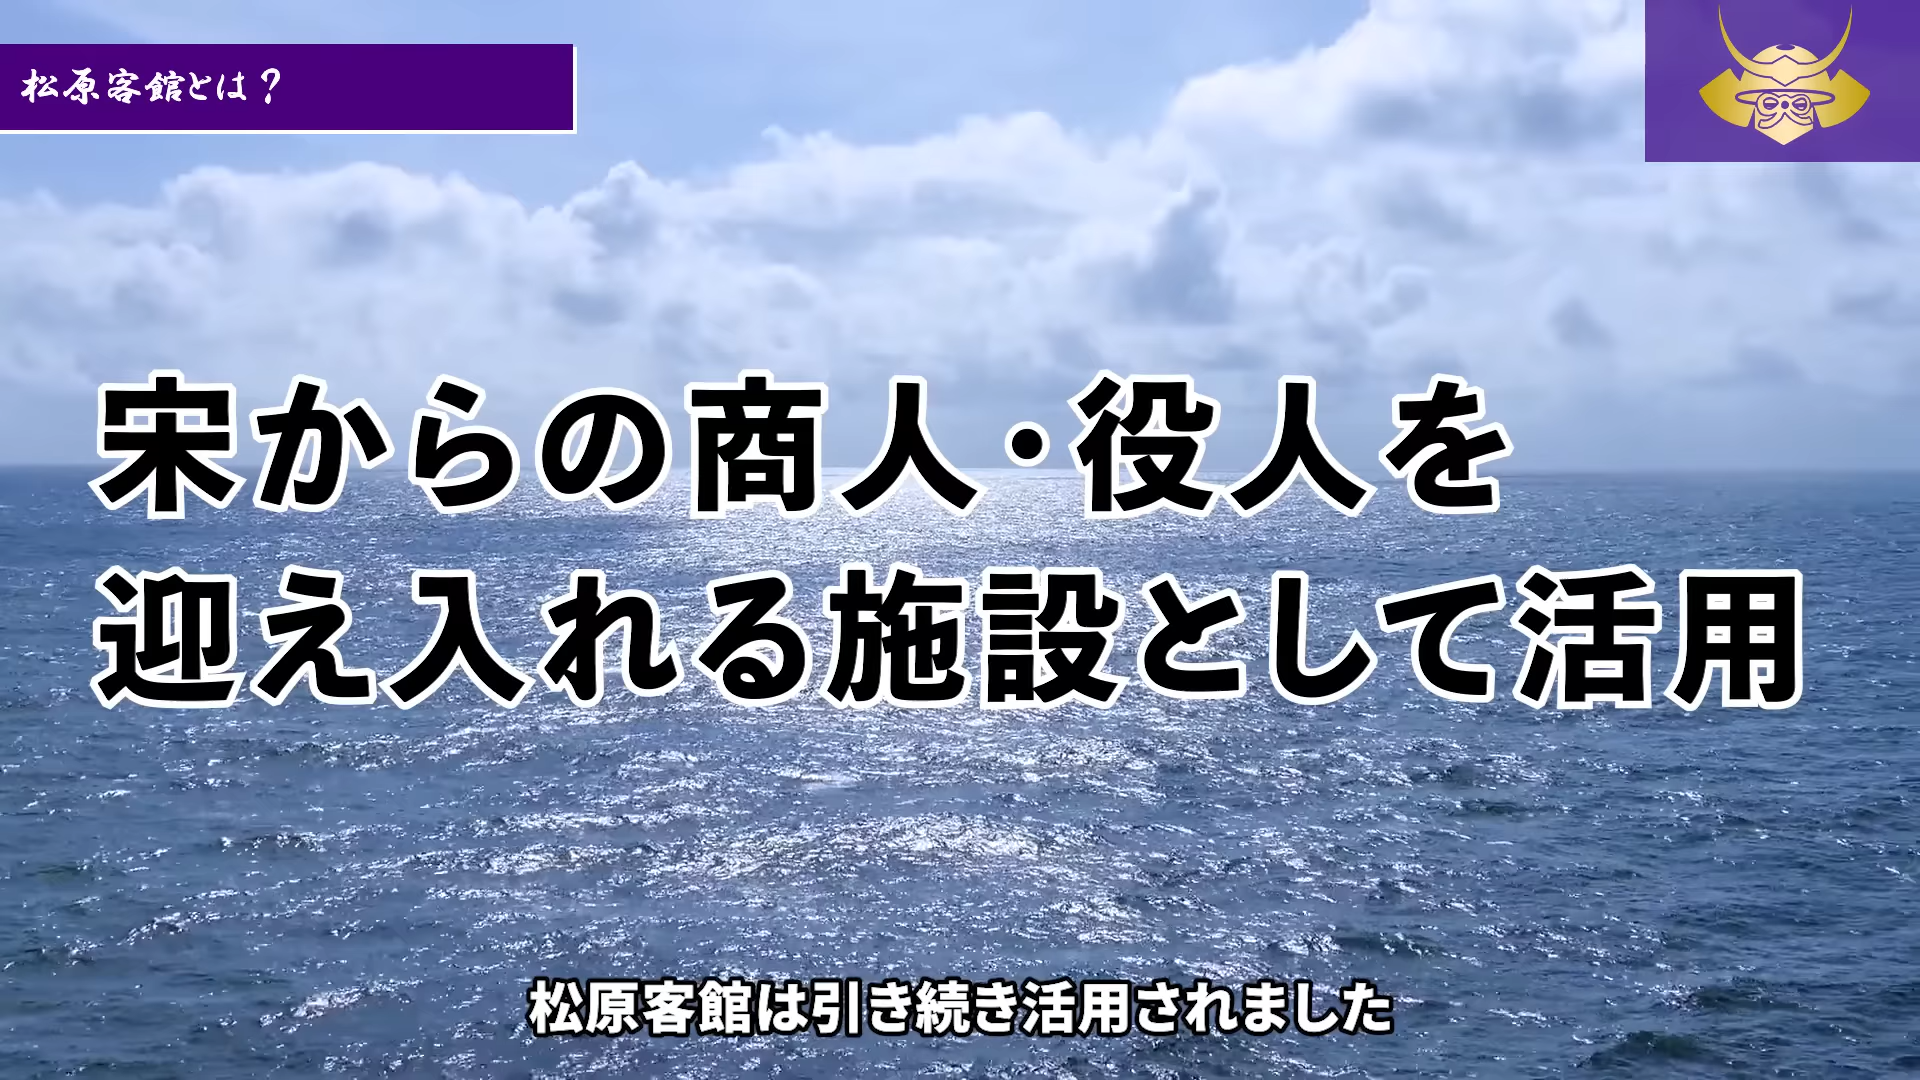 松原客館とは?
宋からの商人・役人を
迎え入れる施設として活用
松原客館は引き続き活用されました